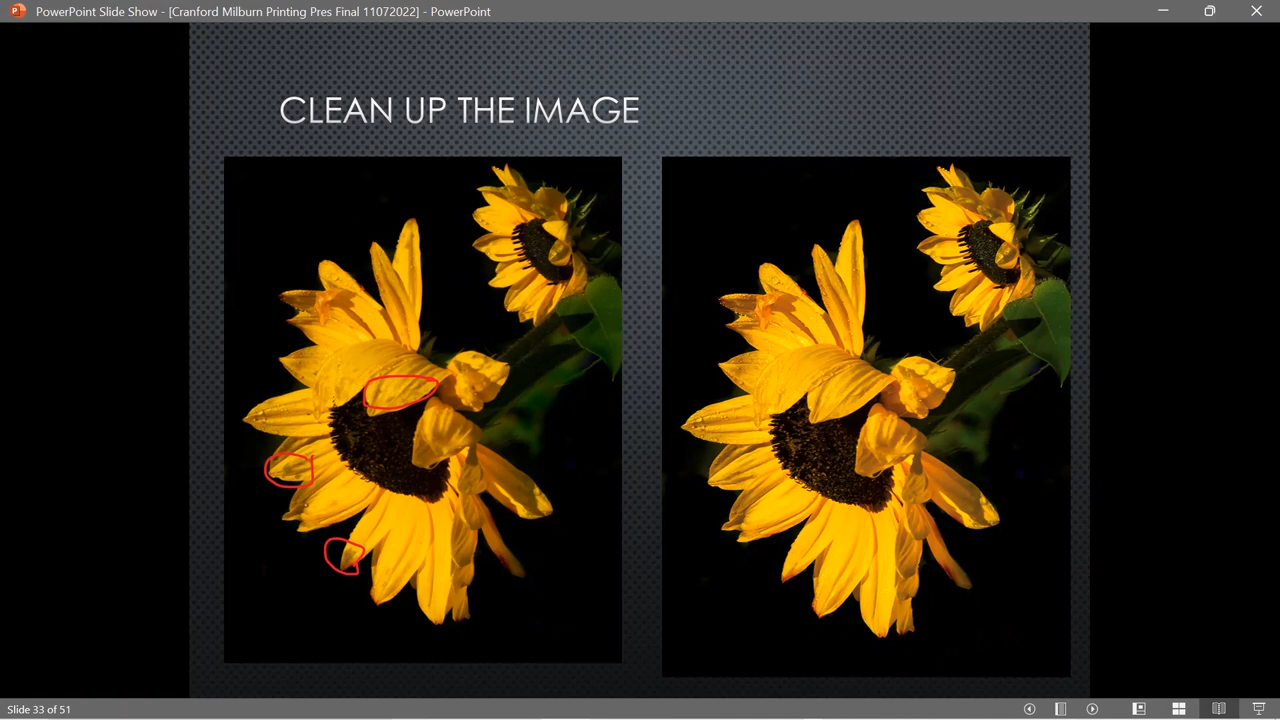 PowerPoint Slide Show - [Cranford Milburn Printing Pres Final 11072022] - PowerPoint
CLEAN UP THE IMAGE
Slide 33 of 51